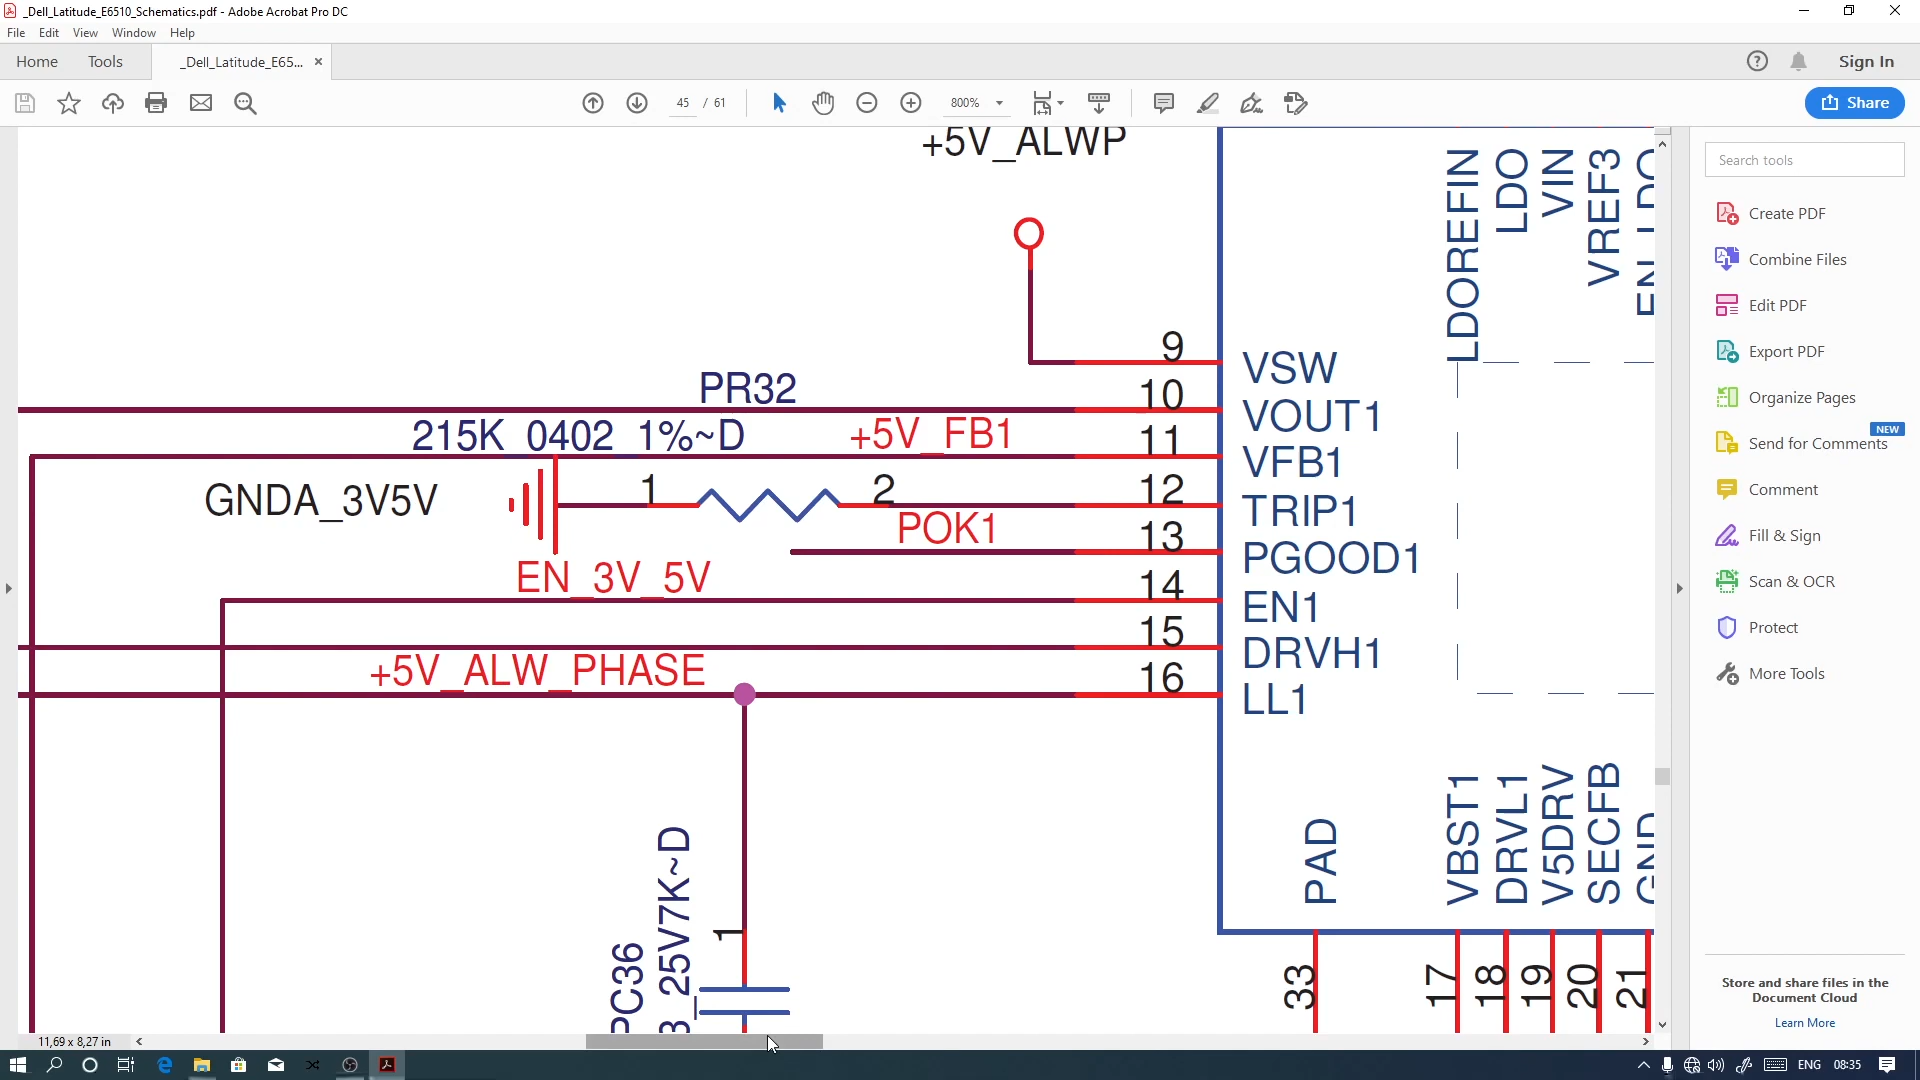 _Dell_Latitude_E6510_Schematics.pdf - Adobe Acrobat Pro DC
File Edit View Window Help
Home Tools _Dell_Latitude_E65... × Sign In
45 / 61 800% Share
+5V_ALWP
LDOREFIN
LDO
VIN
VREF3
EN_LDO
9 VSW
PR32 10 VOUT1
215K_0402_1%~D +5V_FB1 11 VFB1
GNDA_3V5V 1 2 12 TRIP1
POK1 13 PGOOD1
EN_3V_5V 14 EN1
15 DRVH1
+5V_ALW_PHASE 16 LL1
PAD
VBST1
DRVL1
V5DRV
SECFB
GND
PC36
_25V7K~D
1
33
17
18
19
20
21
11,69 x 8,27 in
Search tools
Create PDF
Combine Files
Edit PDF
Export PDF
Organize Pages
NEW
Send for Comments
Comment
Fill & Sign
Scan & OCR
Protect
More Tools
Store and share files in the
Document Cloud
Learn More
ENG 08:35